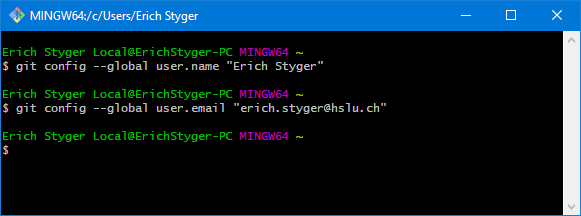 MINGW64:/c/Users/Erich Styger
Erich Styger Local@ErichStyger-PC MINGW64 ~
$ git config --global user.name "Erich Styger"
Erich Styger Local@ErichStyger-PC MINGW64 ~
$ git config --global user.email "erich.styger@hslu.ch"
Erich Styger Local@ErichStyger-PC MINGW64 ~
$